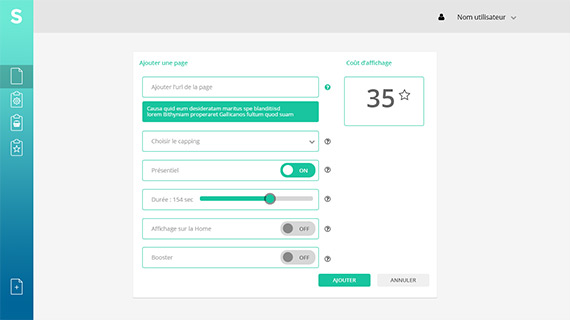 S
Nom utilisateur
Ajouter une page
Coût d'affichage
Ajouter l'url de la page
?
35
Causa quid eum desideratam maritus spe blanditiisd
lorem Bithyniam properaret Gallicanos fultum quod suam
Choisir le capping
?
Présentiel
ON
?
Durée : 154 sec
?
Affichage sur la Home
OFF
?
Booster
OFF
?
AJOUTER
ANNULER